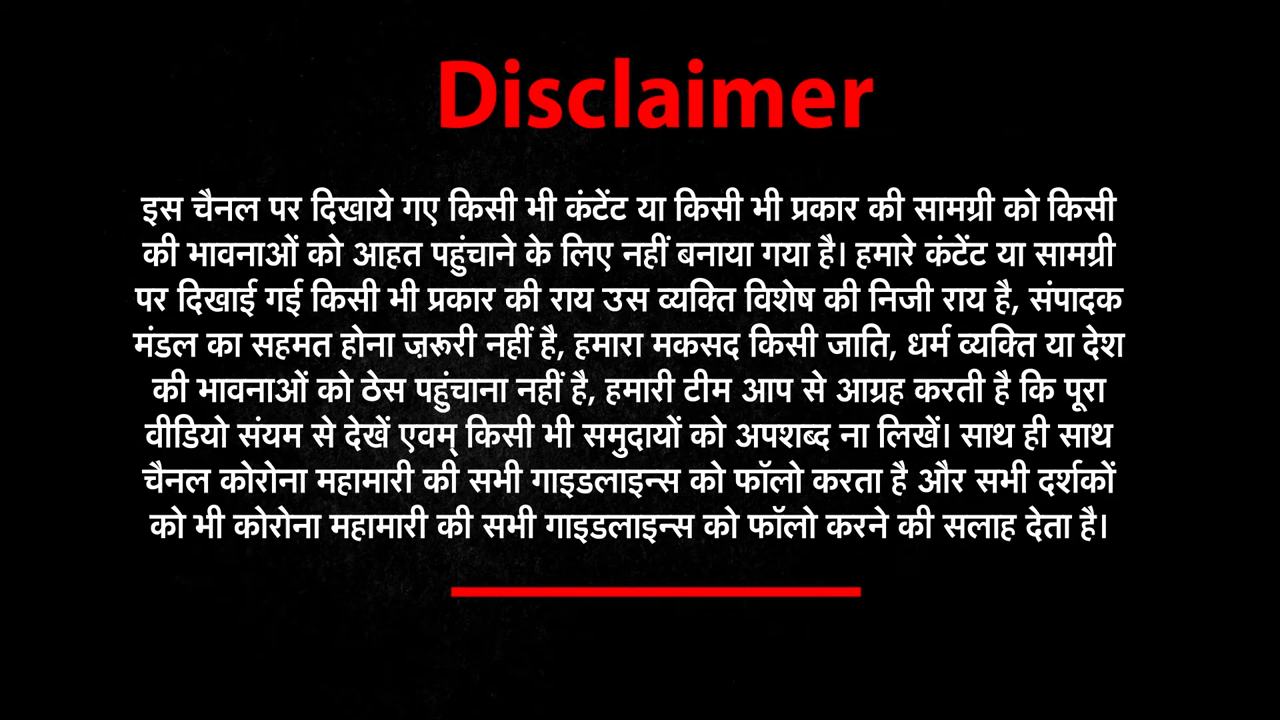 Disclaimer
इस चैनल पर दिखाये गए किसी भी कंटेंट या किसी भी प्रकार की सामग्री को किसी
की भावनाओं को आहत पहुंचाने के लिए नहीं बनाया गया है। हमारे कंटेंट या सामग्री
पर दिखाई गई किसी भी प्रकार की राय उस व्यक्ति विशेष की निजी राय है, संपादक
मंडल का सहमत होना ज़रूरी नहीं है, हमारा मकसद किसी जाति, धर्म व्यक्ति या देश
की भावनाओं को ठेस पहुंचाना नहीं है, हमारी टीम आप से आग्रह करती है कि पूरा
वीडियो संयम से देखें एवम् किसी भी समुदायों को अपशब्द ना लिखें। साथ ही साथ
चैनल कोरोना महामारी की सभी गाइडलाइन्स को फॉलो करता है और सभी दर्शकों
को भी कोरोना महामारी की सभी गाइडलाइन्स को फॉलो करने की सलाह देता है।